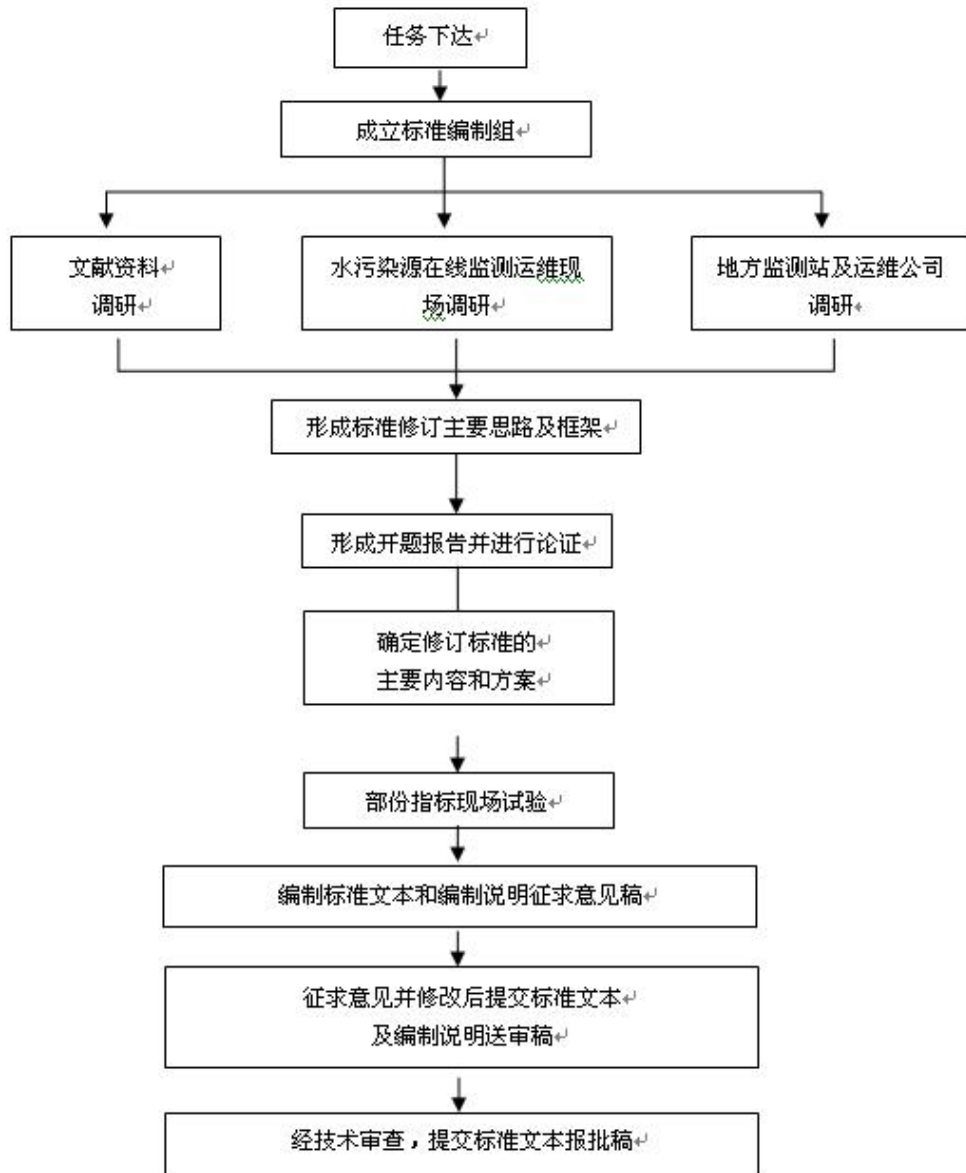 任务下达
成立标准编制组
文献资料
调研
水污染源在线监测运维现
场调研
地方监测站及运维公司
调研
形成标准修订主要思路及框架
形成开题报告并进行论证
确定修订标准的
主要内容和方案
部份指标现场试验
编制标准文本和编制说明征求意见稿
征求意见并修改后提交标准文本
及编制说明送审稿
经技术审查，提交标准文本报批稿